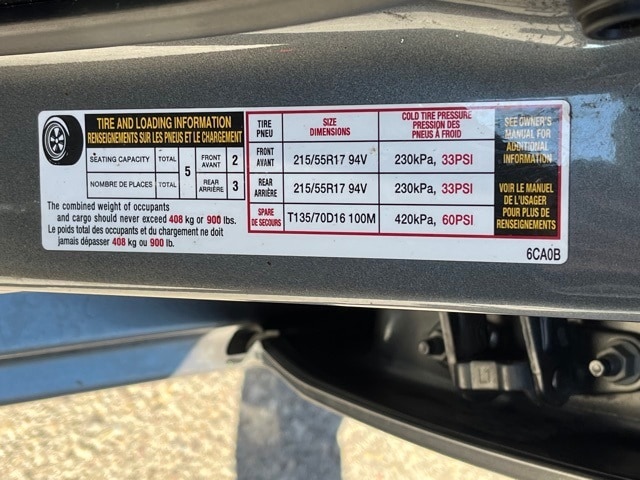 TIRE AND LOADING INFORMATION
RENSEIGNEMENTS SUR LES PNEUS ET LE CHARGEMENT
SEATING CAPACITY TOTAL 5 FRONT AVANT 2
NOMBRE DE PLACES TOTAL REAR ARRIÈRE 3
The combined weight of occupants
and cargo should never exceed 408 kg or 900 lbs.
Le poids total des occupants et du chargement ne doit
jamais dépasser 408 kg ou 900 lb.
TIRE PNEU
SIZE DIMENSIONS
COLD TIRE PRESSURE
PRESSION DES
PNEUS À FROID
FRONT AVANT 215/55R17 94V 230kPa, 33PSI
REAR ARRIÈRE 215/55R17 94V 230kPa, 33PSI
SPARE DE SECOURS T135/70D16 100M 420kPa, 60PSI
SEE OWNER'S
MANUAL FOR
ADDITIONAL
INFORMATION
VOIR LE MANUEL
DE L'USAGER
POUR PLUS DE
RENSEIGNEMENTS
6CA0B